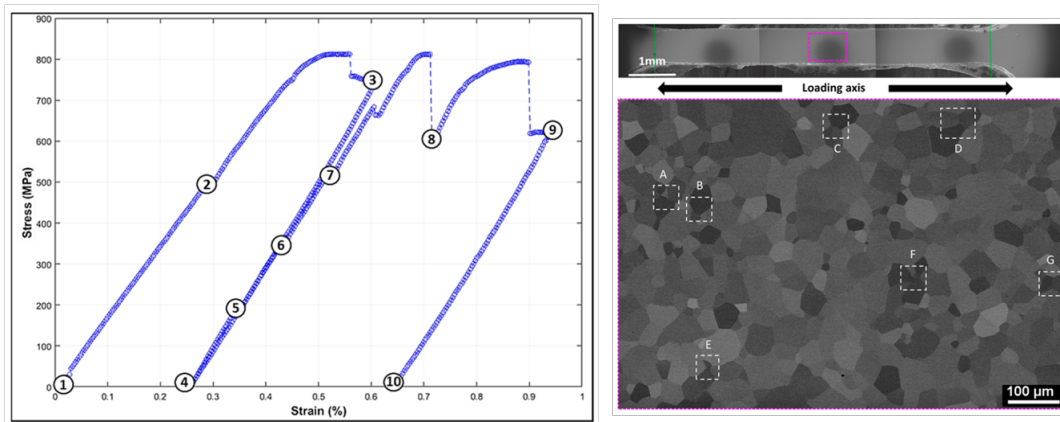 900
800
700
600
500
400
300
200
100
0
Stress (MPa)
0
0.1
0.2
0.3
0.4
0.5
0.6
0.7
0.8
0.9
1
Strain (%)
1
2
3
4
5
6
7
8
9
10
1mm
Loading axis
A
B
C
D
E
F
G
100 µm